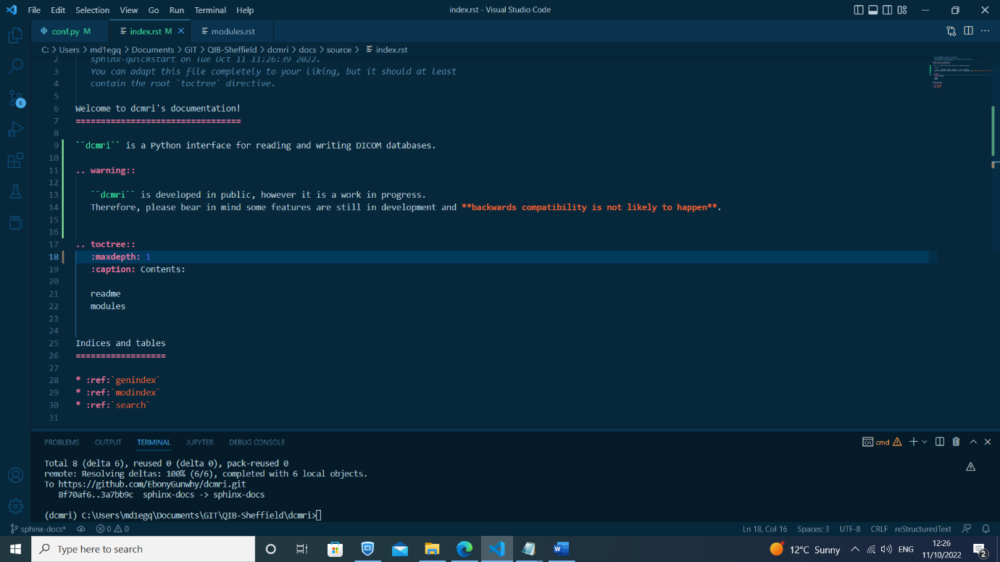 File Edit Selection View Go Run Terminal Help index.rst - Visual Studio Code
conf.py M index.rst M modules.rst
C: > Users > md1egq > Documents > GIT > QIB-Sheffield > dcmri > docs > source > index.rst
2 sphinx-quickstart on Tue Oct 11 11:26:39 2022.
3 You can adapt this file completely to your liking, but it should at least
4 contain the root `toctree` directive.
5
6 Welcome to dcmri's documentation!
7 =================================
8
9 ``dcmri`` is a Python interface for reading and writing DICOM databases.
10
11 .. warning::
12
13 ``dcmri`` is developed in public, however it is a work in progress.
14 Therefore, please bear in mind some features are still in development and **backwards compatibility is not likely to happen**.
15
16
17 .. toctree::
18 :maxdepth: 1
19 :caption: Contents:
20
21 readme
22 modules
23
24
25 Indices and tables
26 ==================
27
28 * :ref:`genindex`
29 * :ref:`modindex`
30 * :ref:`search`
31
6
PROBLEMS OUTPUT TERMINAL JUPYTER DEBUG CONSOLE cmd
Total 8 (delta 6), reused 0 (delta 0), pack-reused 0
remote: Resolving deltas: 100% (6/6), completed with 6 local objects.
To https://github.com/EbonyGunwhy/dcmri.git
8f70af6..3a7bb9c sphinx-docs -> sphinx-docs
(dcmri) C:\Users\md1egq\Documents\GIT\QIB-Sheffield\dcmri>
sphinx-docs* 0 0 Ln 18, Col 16 Spaces: 3 UTF-8 CRLF reStructuredText
Type here to search 12°C Sunny ENG 12:26
11/10/2022 2